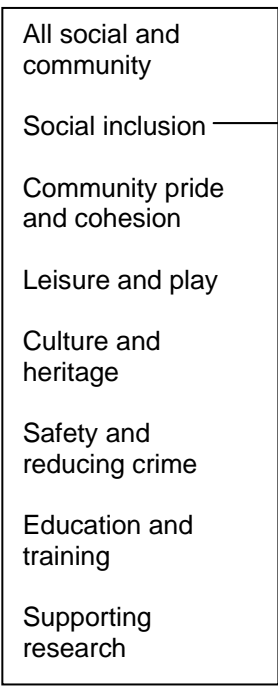 All social and
community
Social inclusion
Community pride
and cohesion
Leisure and play
Culture and
heritage
Safety and
reducing crime
Education and
training
Supporting
research